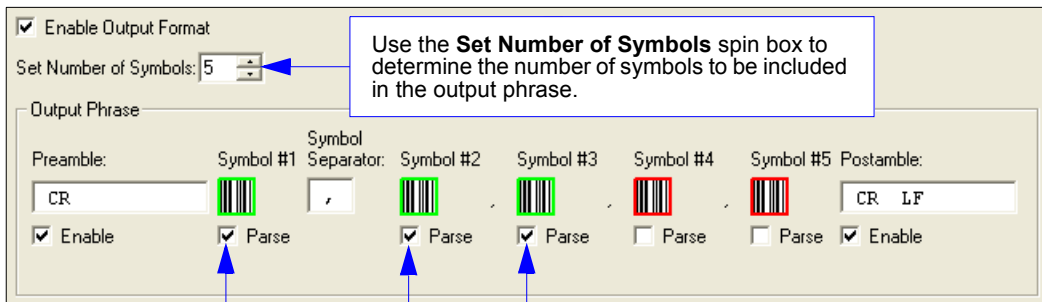 Enable Output Format
Set Number of Symbols: 5
Use the Set Number of Symbols spin box to
determine the number of symbols to be included
in the output phrase.
Output Phrase
Preamble: Symbol #1 Symbol Separator: Symbol #2 Symbol #3 Symbol #4 Symbol #5 Postamble:
CR , , , , CR LF
Enable Parse Parse Parse Parse Parse Enable